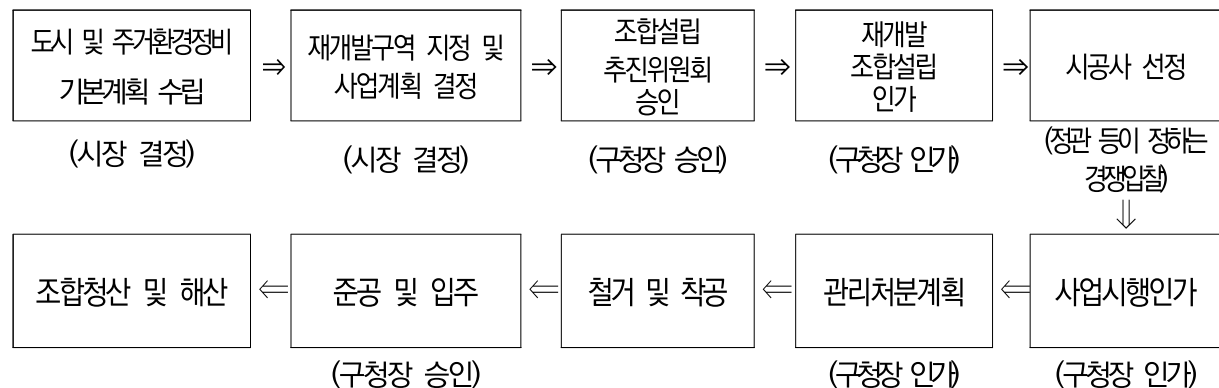 도시 및 주거환경정비
기본계획 수립
⇒
재개발구역 지정 및
사업계획 결정
⇒
조합설립
추진위원회
승인
⇒
재개발
조합설립
인가
⇒
시공사 선정
(시장 결정)
(시장 결정)
(구청장 승인)
(구청장 인가)
(정관 등이 정하는
경쟁입찰)
⇓
조합청산 및 해산
⇐
준공 및 입주
⇐
철거 및 착공
⇐
관리처분계획
⇐
사업시행인가
(구청장 승인)
(구청장 인가)
(구청장 인가)